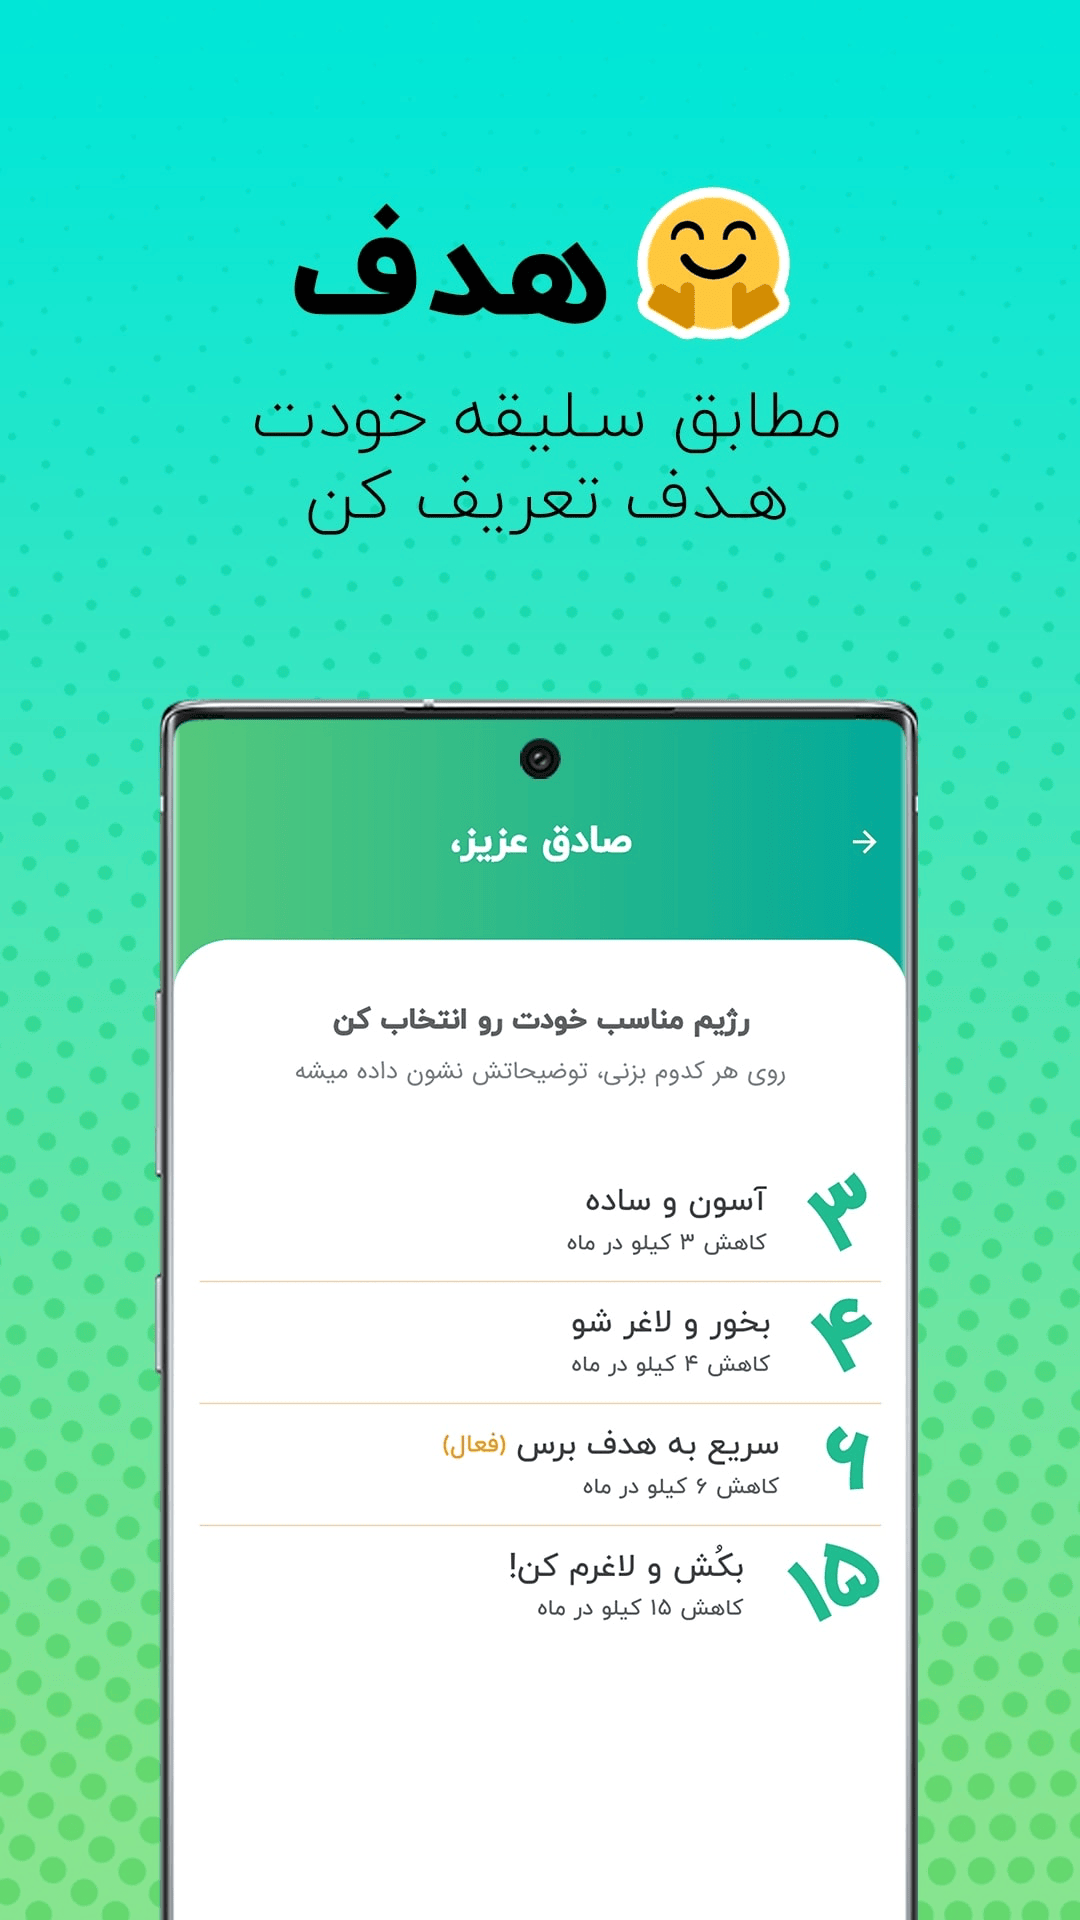 هدف
مطابق سلیقه خودت
هدف تعریف کن
صادق عزیز،
رژیم مناسب خودت رو انتخاب کن
روی هر کدوم بزنی، توضیحاتش نشون داده میشه
۳
آسون و ساده
کاهش ۳ کیلو در ماه
۴
بخور و لاغر شو
کاهش ۴ کیلو در ماه
۶
سریع به هدف برس (فعال)
کاهش ۶ کیلو در ماه
۱۵
بکُش و لاغرم کن!
کاهش ۱۵ کیلو در ماه